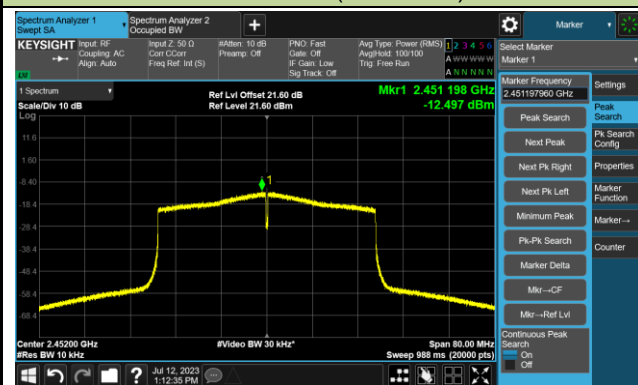 Spectrum Analyzer 1
Swept SA
Spectrum Analyzer 2
Occupied BW
Marker
KEYSIGHT
Input: RF
Coupling: AC
Align: Auto
Input Z: 50 Ω
Corr CCorr
Freq Ref: Int (S)
#Atten: 10 dB
Preamp: Off
PNO: Fast
Gate: Off
IF Gain: Low
Sig Track: Off
Avg Type: Power (RMS)
Avg|Hold: 100/100
Trig: Free Run
1 2 3 4 5 6
A W W W W W
A N N N N N
Select Marker
Marker 1
1 Spectrum
Scale/Div 10 dB
Log
Ref Lvl Offset 21.60 dB
Ref Level 21.60 dBm
Mkr1 2.451 198 GHz
-12.497 dBm
11.6
1.60
-8.40
-18.4
-28.4
-38.4
-48.4
-58.4
-68.4
1
Center 2.45200 GHz
#Res BW 10 kHz
#Video BW 30 kHz*
Span 80.00 MHz
Sweep 988 ms (20000 pts)
Marker Frequency
2.451197960 GHz
Peak Search
Next Peak
Next Pk Right
Next Pk Left
Minimum Peak
Pk-Pk Search
Marker Delta
Mkr→CF
Mkr→Ref Lvl
Continuous Peak
Search
On
Off
Settings
Peak
Search
Pk Search
Config
Properties
Marker
Function
Marker→
Counter
Jul 12, 2023
1:12:35 PM